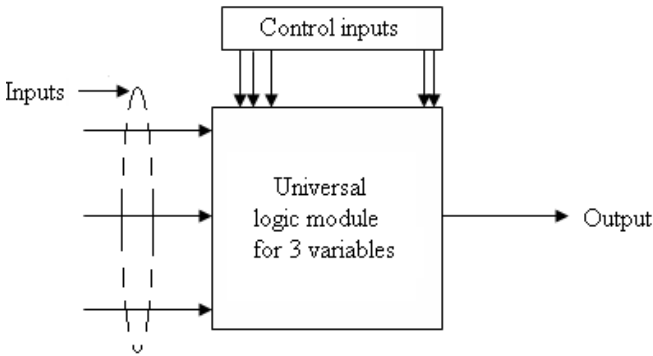 Control inputs
Inputs
Universal
logic module
for 3 variables
Output